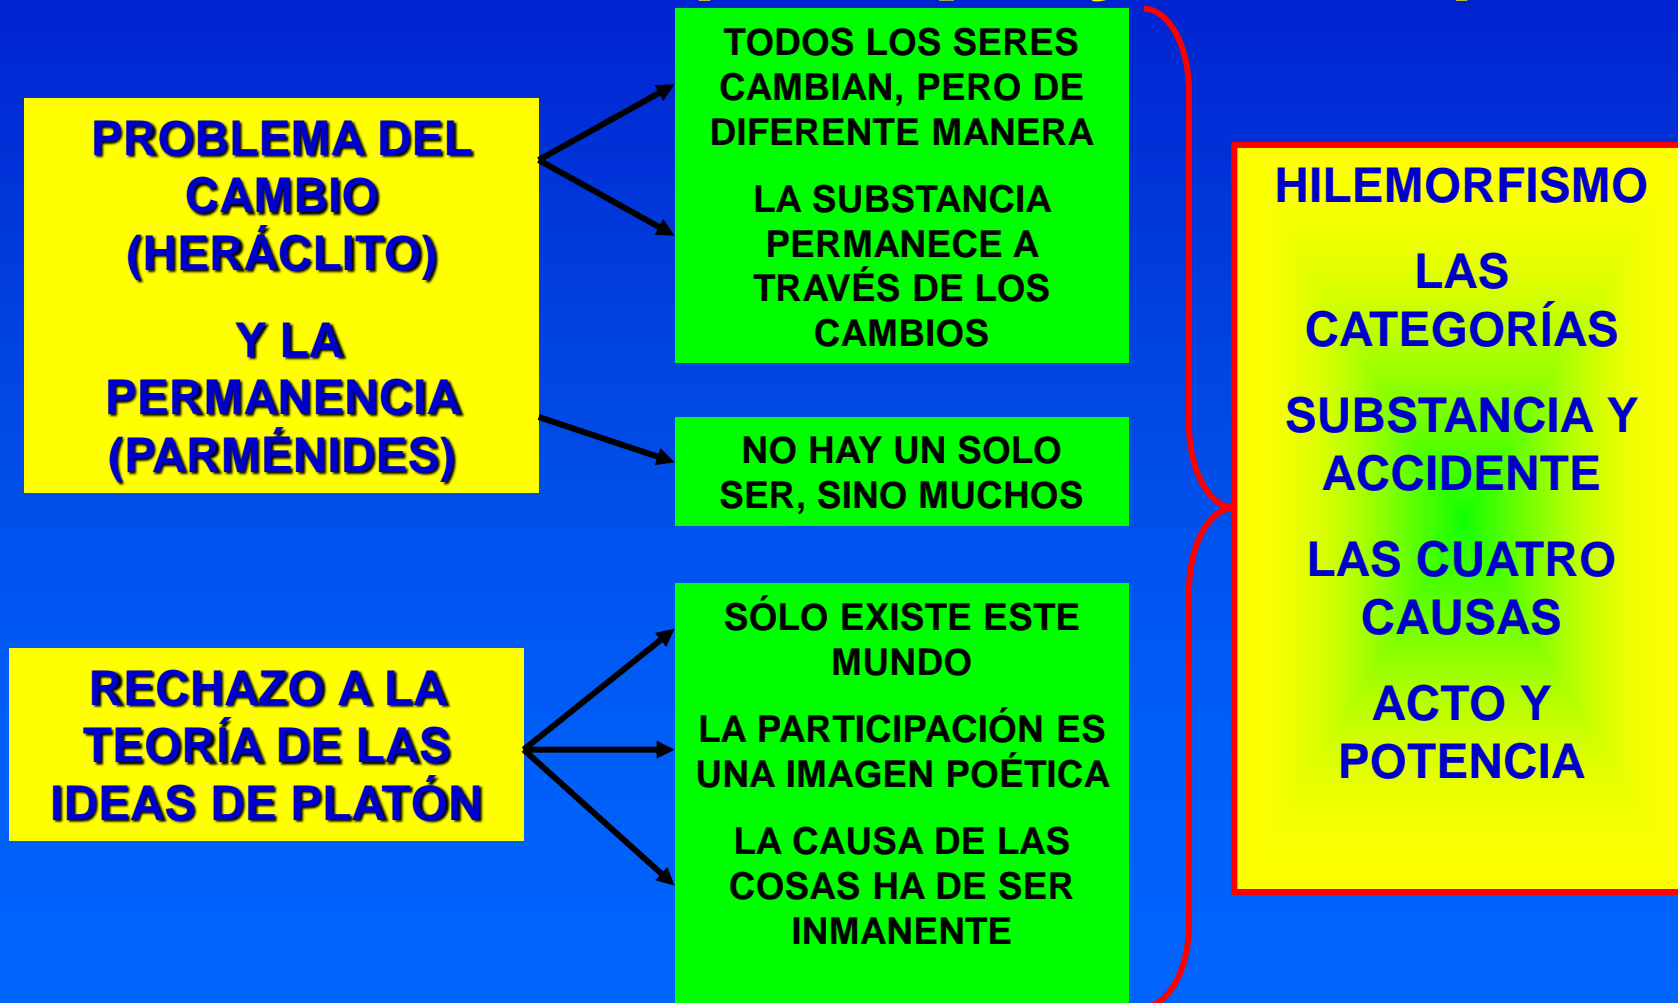 PROBLEMA DEL
CAMBIO
(HERÁCLITO)
Y LA
PERMANENCIA
(PARMÉNIDES)
RECHAZO A LA
TEORÍA DE LAS
IDEAS DE PLATÓN
TODOS LOS SERES
CAMBIAN, PERO DE
DIFERENTE MANERA
LA SUBSTANCIA
PERMANECE A
TRAVÉS DE LOS
CAMBIOS
NO HAY UN SOLO
SER, SINO MUCHOS
SÓLO EXISTE ESTE
MUNDO
LA PARTICIPACIÓN ES
UNA IMAGEN POÉTICA
LA CAUSA DE LAS
COSAS HA DE SER
INMANENTE
HILEMORFISMO
LAS
CATEGORÍAS
SUBSTANCIA Y
ACCIDENTE
LAS CUATRO
CAUSAS
ACTO Y
POTENCIA